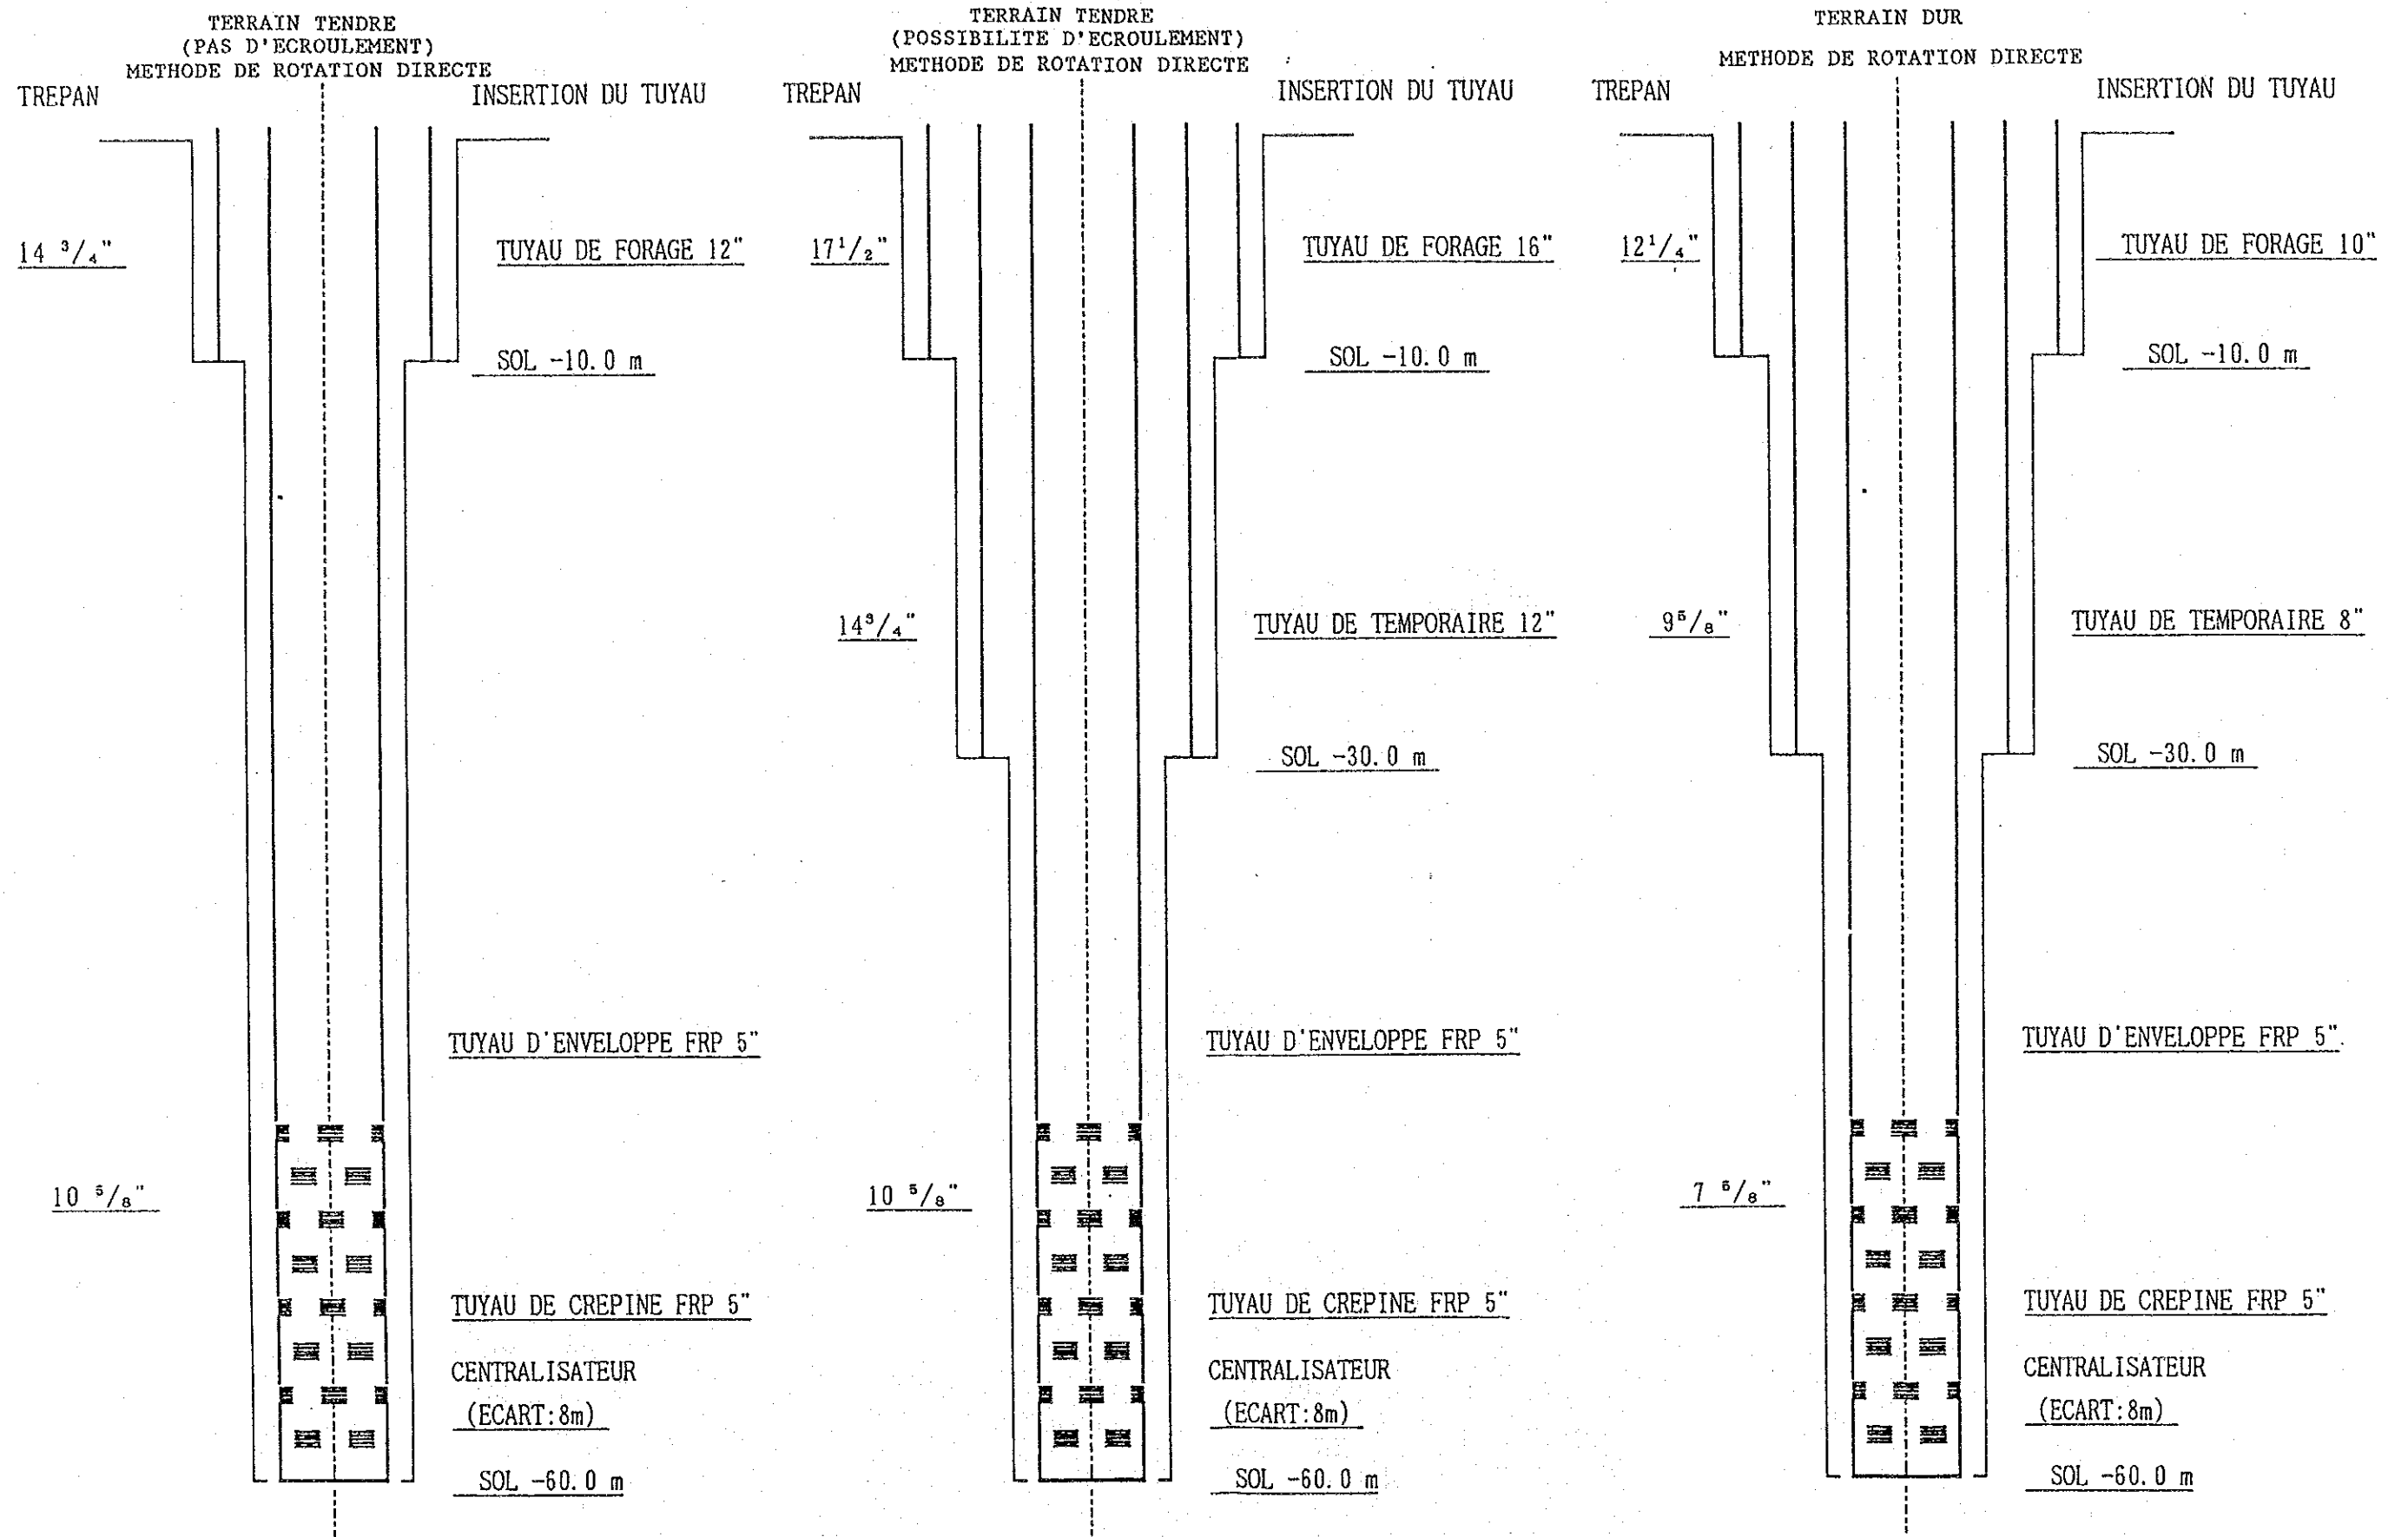 TERRAIN TENDRE
(PAS D'ECROULEMENT)
METHODE DE ROTATION DIRECTE
TREPAN
INSERTION DU TUYAU
14 3/4"
TUYAU DE FORAGE 12"
SOL -10.0 m
TUYAU D'ENVELOPPE FRP 5"
10 5/8"
TUYAU DE CREPINE FRP 5"
CENTRALISATEUR
(ECART:8m)
SOL -60.0 m
TERRAIN TENDRE
(POSSIBILITE D'ECROULEMENT)
METHODE DE ROTATION DIRECTE
TREPAN
INSERTION DU TUYAU
17 1/2"
TUYAU DE FORAGE 16"
SOL -10.0 m
14 3/4"
TUYAU DE TEMPORAIRE 12"
SOL -30.0 m
TUYAU D'ENVELOPPE FRP 5"
10 5/8"
TUYAU DE CREPINE FRP 5"
CENTRALISATEUR
(ECART:8m)
SOL -60.0 m
TERRAIN DUR
METHODE DE ROTATION DIRECTE
TREPAN
INSERTION DU TUYAU
12 1/4"
TUYAU DE FORAGE 10"
SOL -10.0 m
9 5/8"
TUYAU DE TEMPORAIRE 8"
SOL -30.0 m
TUYAU D'ENVELOPPE FRP 5"
7 5/8"
TUYAU DE CREPINE FRP 5"
CENTRALISATEUR
(ECART:8m)
SOL -60.0 m